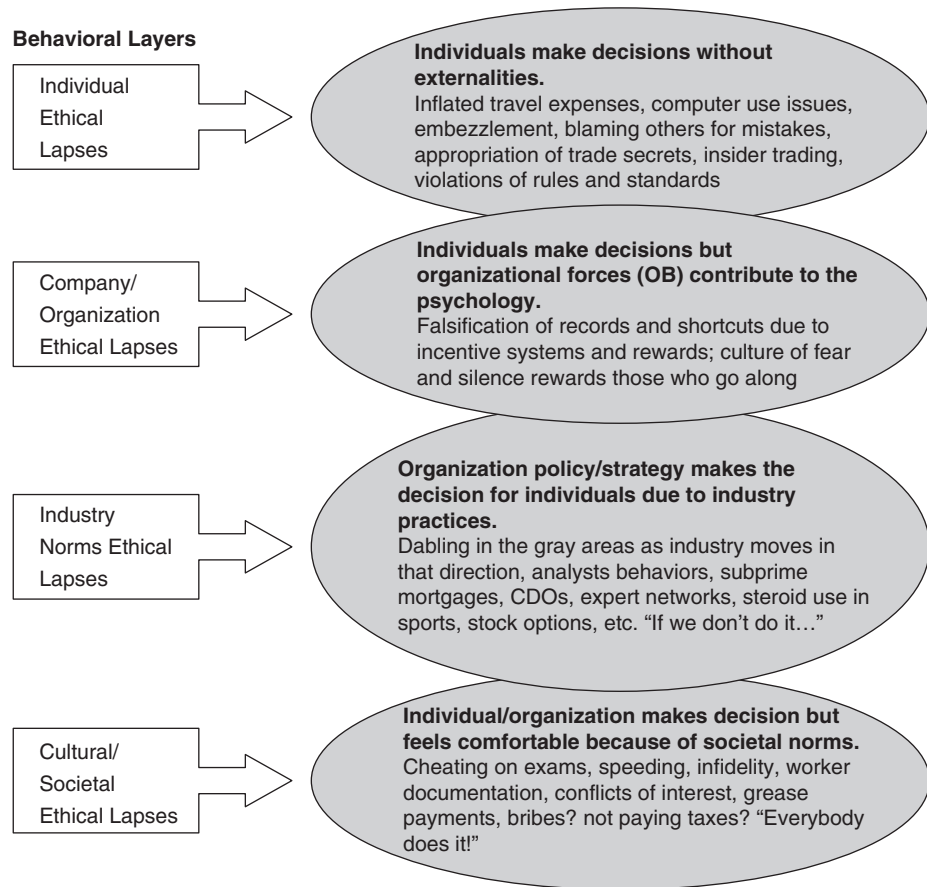 Behavioral Layers
Individual
Ethical
Lapses
Individuals make decisions without
externalities.
Inflated travel expenses, computer use issues,
embezzlement, blaming others for mistakes,
appropriation of trade secrets, insider trading,
violations of rules and standards
Company/
Organization
Ethical Lapses
Individuals make decisions but
organizational forces (OB) contribute to the
psychology.
Falsification of records and shortcuts due to
incentive systems and rewards; culture of fear
and silence rewards those who go along
Industry
Norms Ethical
Lapses
Organization policy/strategy makes the
decision for individuals due to industry
practices.
Dabling in the gray areas as industry moves in
that direction, analysts behaviors, subprime
mortgages, CDOs, expert networks, steroid use in
sports, stock options, etc. “If we don’t do it…”
Cultural/
Societal
Ethical Lapses
Individual/organization makes decision but
feels comfortable because of societal norms.
Cheating on exams, speeding, infidelity, worker
documentation, conflicts of interest, grease
payments, bribes? not paying taxes? “Everybody
does it!”